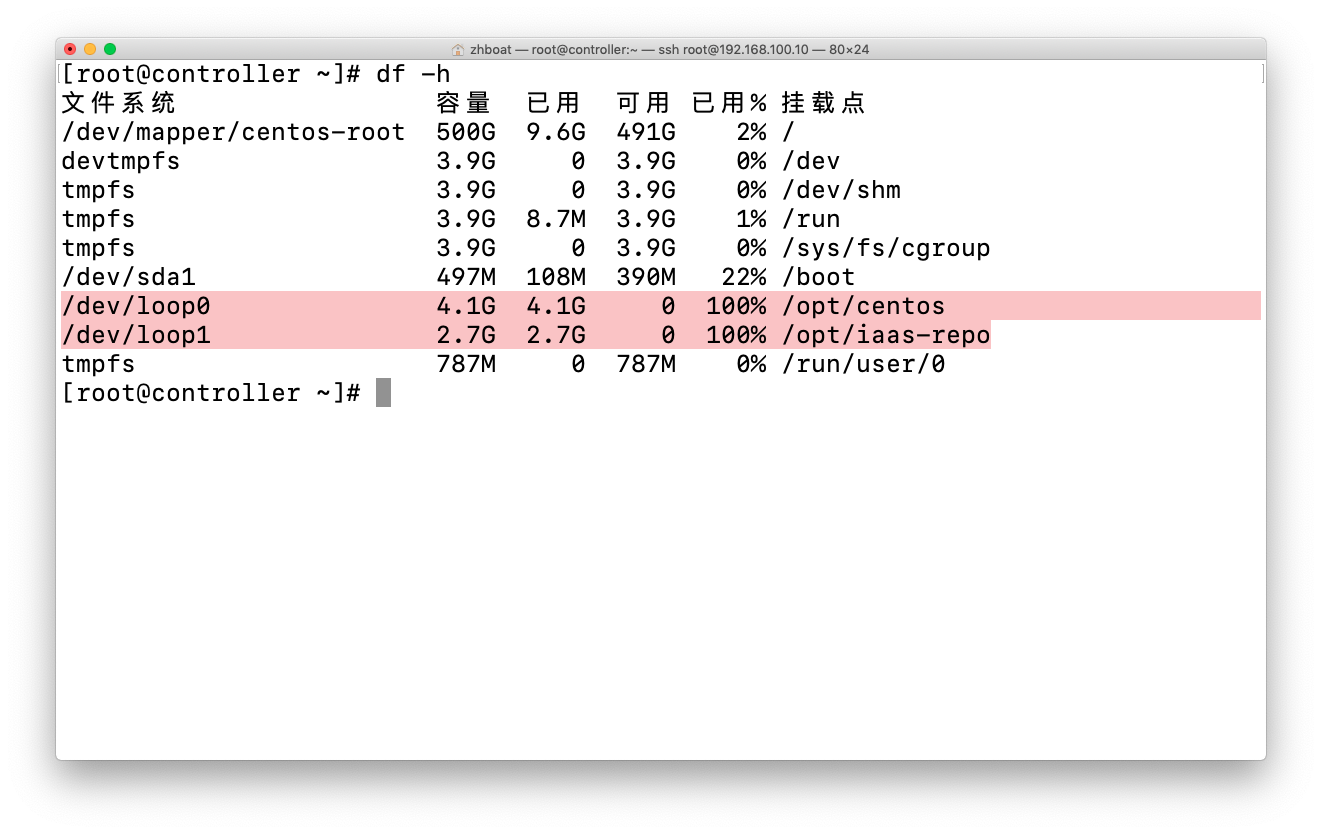 zhboat — root@controller:~ — ssh root@192.168.100.10 — 80×24
[root@controller ~]# df -h
文件系统 容量 已用 可用 已用% 挂载点
/dev/mapper/centos-root 500G 9.6G 491G 2% /
devtmpfs 3.9G 0 3.9G 0% /dev
tmpfs 3.9G 0 3.9G 0% /dev/shm
tmpfs 3.9G 8.7M 3.9G 1% /run
tmpfs 3.9G 0 3.9G 0% /sys/fs/cgroup
/dev/sda1 497M 108M 390M 22% /boot
/dev/loop0 4.1G 4.1G 0 100% /opt/centos
/dev/loop1 2.7G 2.7G 0 100% /opt/iaas-repo
tmpfs 787M 0 787M 0% /run/user/0
[root@controller ~]#